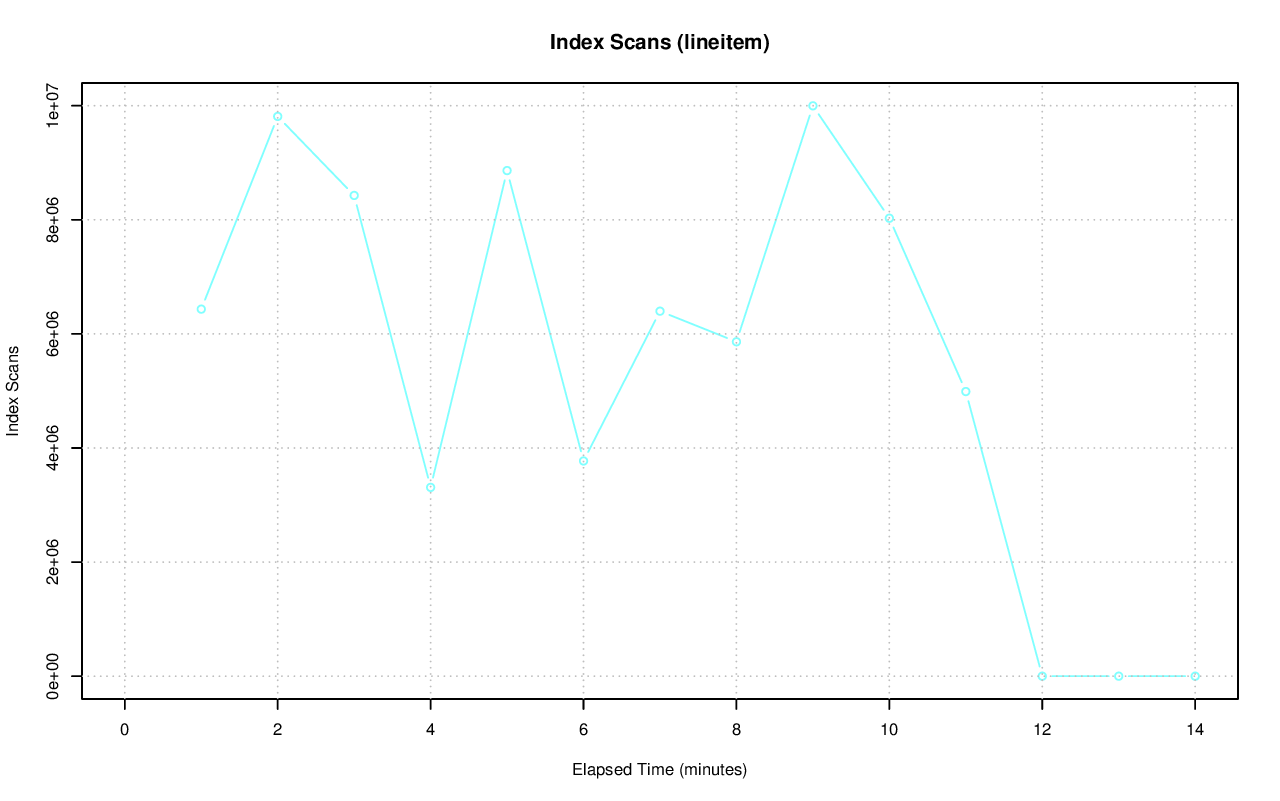 Index Scans (lineitem)
1e+07
8e+06
6e+06
4e+06
2e+06
0e+00
Index Scans
0 2 4 6 8 10 12 14
Elapsed Time (minutes)